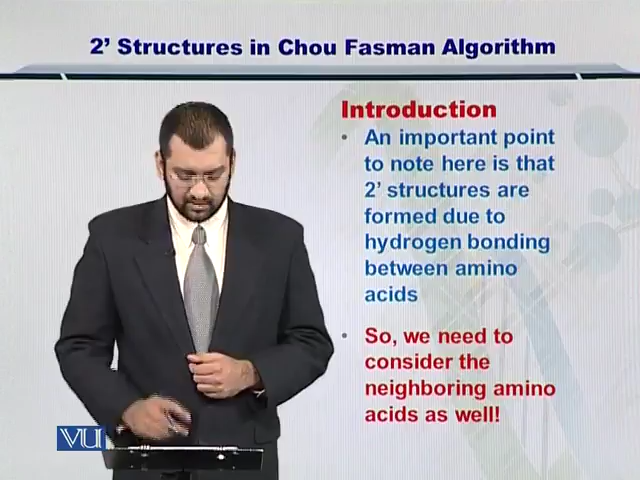 2’ Structures in Chou Fasman Algorithm
Introduction
• An important point
to note here is that
2’ structures are
formed due to
hydrogen bonding
between amino
acids
• So, we need to
consider the
neighboring amino
acids as well!
VU